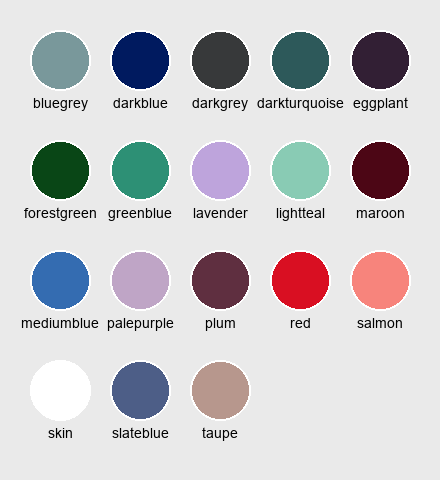 bluegrey darkblue darkgrey darkturquoise eggplant
forestgreen greenblue lavender lightteal maroon
mediumblue palepurple plum red salmon
skin slateblue taupe